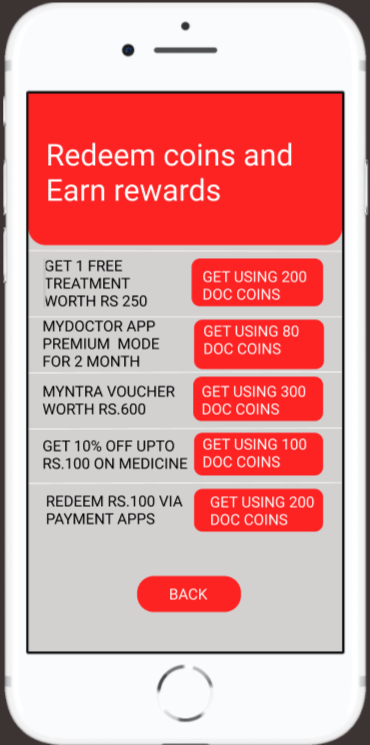 Redeem coins and
Earn rewards
GET 1 FREE
TREATMENT
WORTH RS 250
GET USING 200
DOC COINS
MYDOCTOR APP
PREMIUM MODE
FOR 2 MONTH
GET USING 80
DOC COINS
MYNTRA VOUCHER
WORTH RS.600
GET USING 300
DOC COINS
GET 10% OFF UPTO
RS.100 ON MEDICINE
GET USING 100
DOC COINS
REDEEM RS.100 VIA
PAYMENT APPS
GET USING 200
DOC COINS
BACK